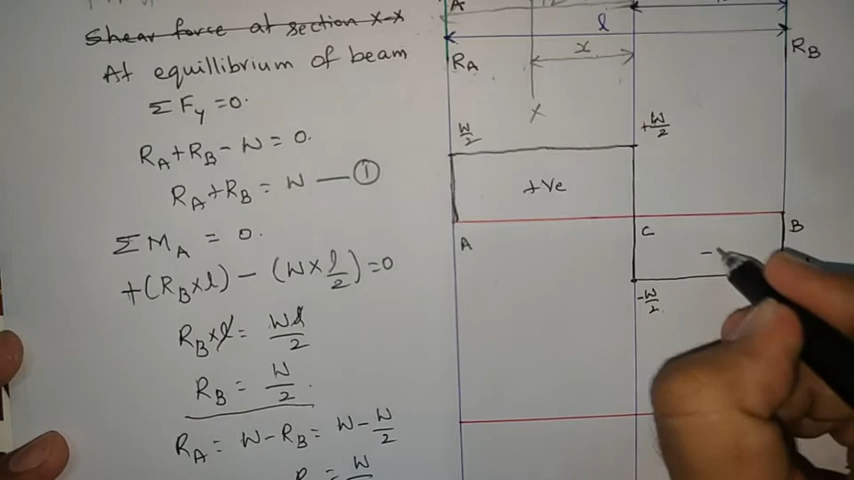 Shear force at section X-X
At equillibrium of beam
ΣFy=0.
RA+RB-W=0.
RA+RB=W —①
ΣMA=0.
+(RB×l)-(W×l/2)=0
RB×l=Wl/2
RB=W/2.
RA=W-RB=W-W/2
=W
A
l
RA
x
RB
X
W/2
+W/2
+Ve
A
C
B
-
-W/2